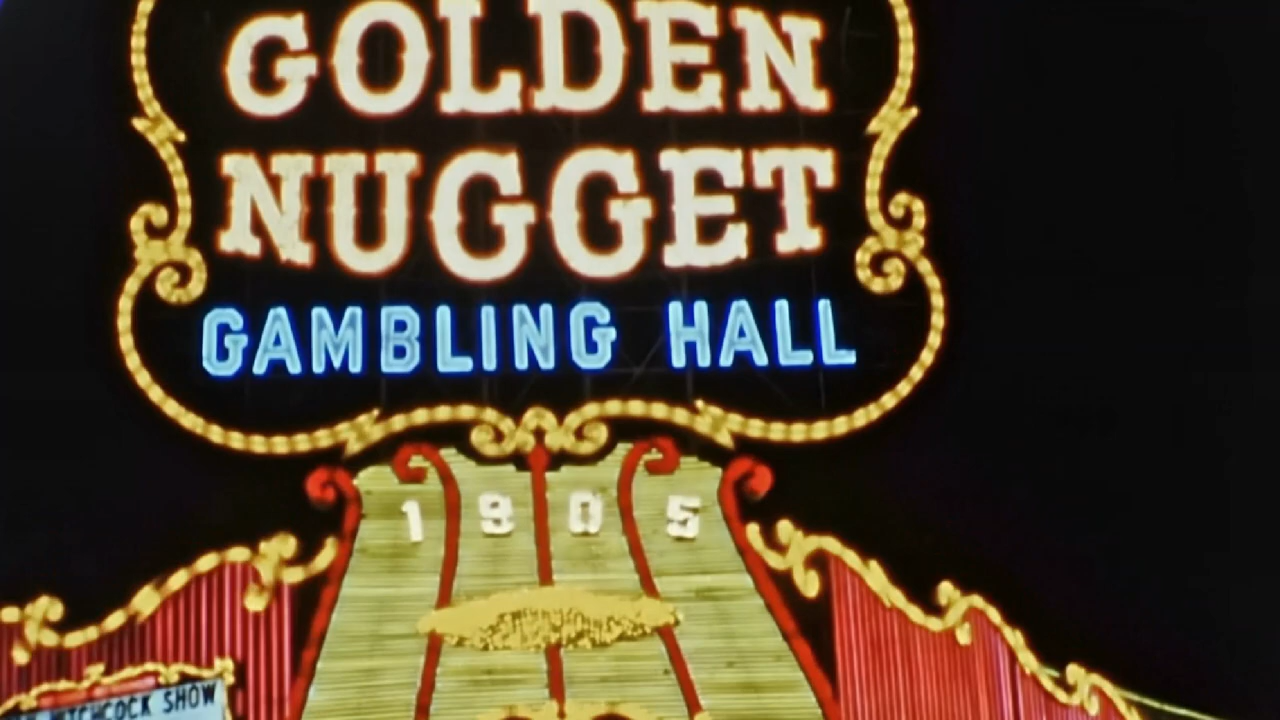 GOLDEN
NUGGET
GAMBLING HALL
1905
HITCHCOCK SHOW